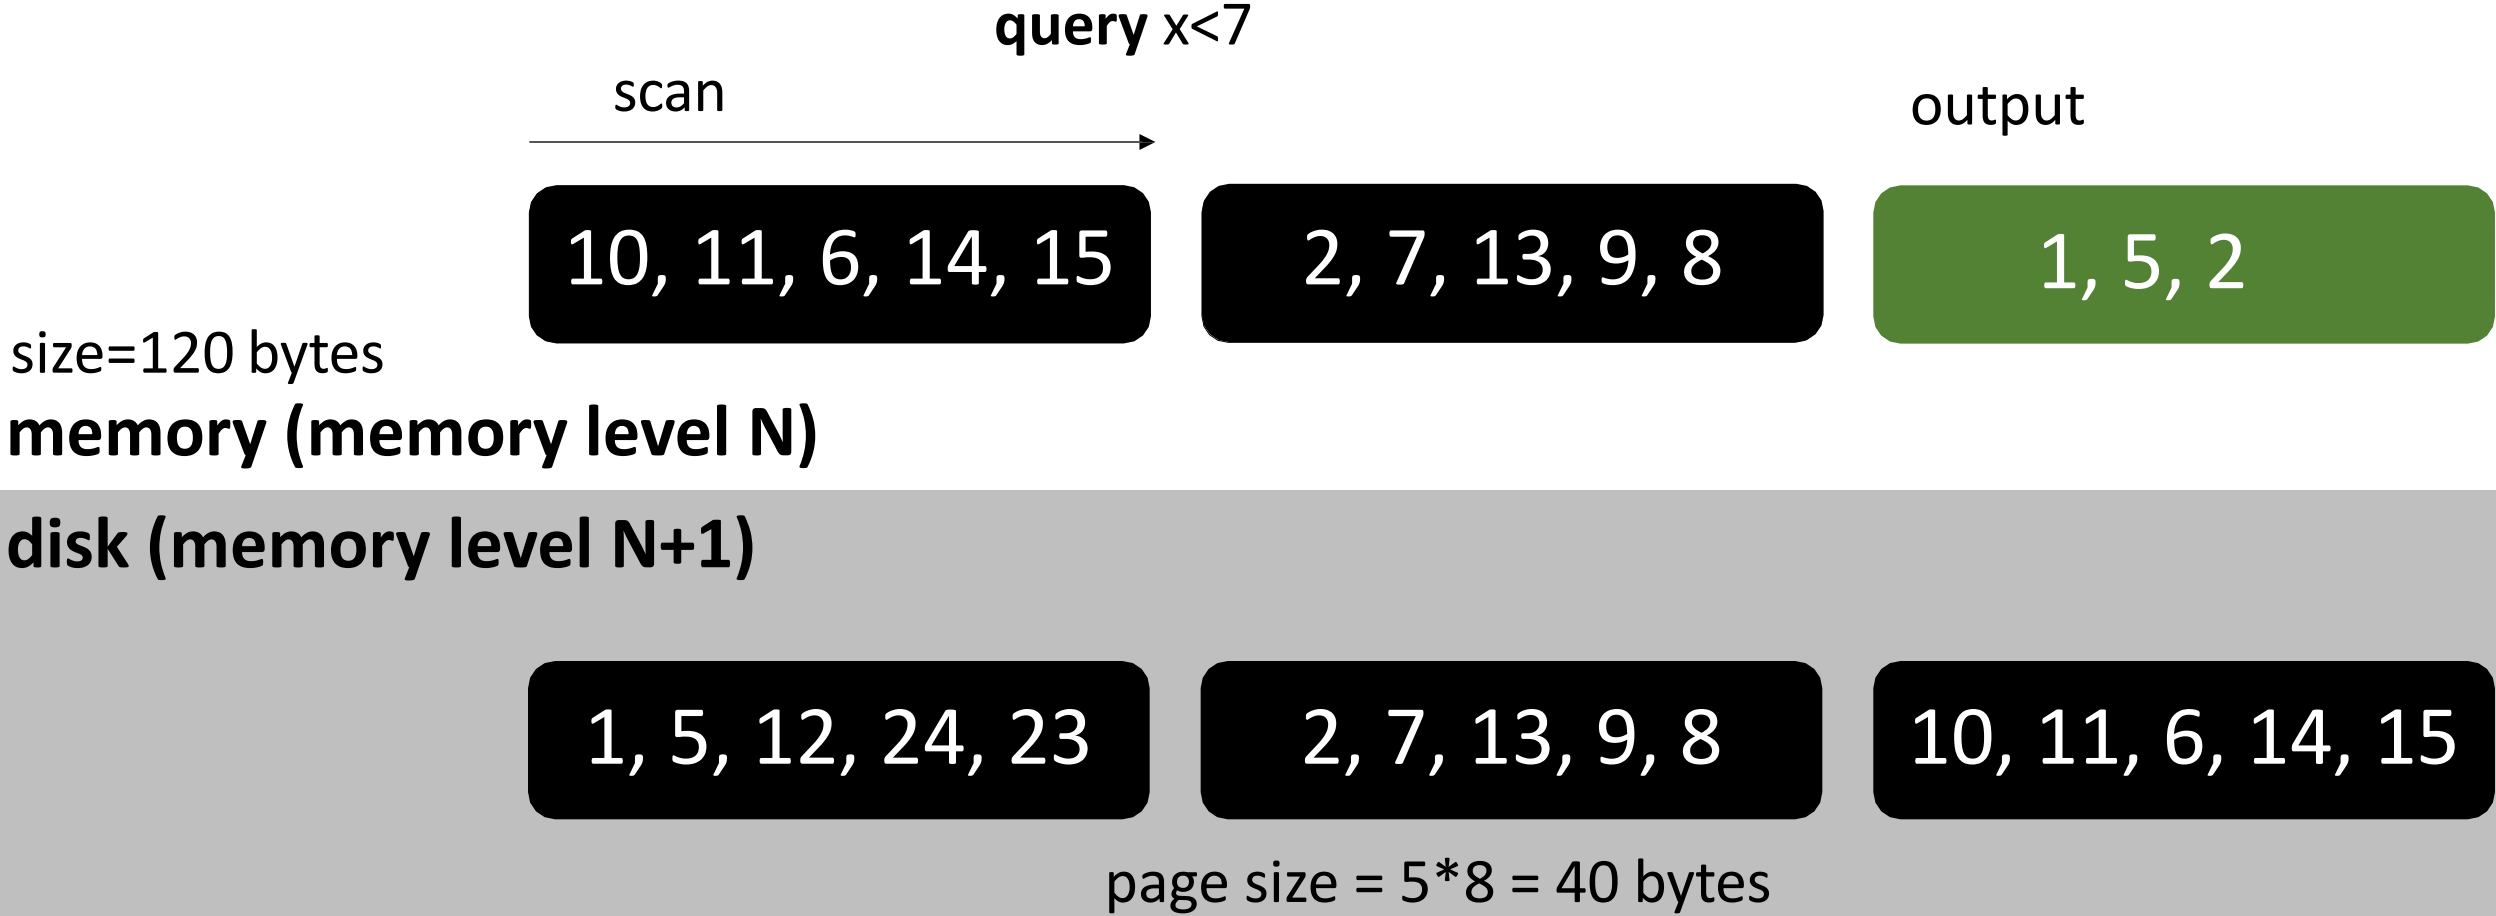 query x<7
scan
output
10, 11, 6, 14, 15
2, 7, 13, 9, 8
1, 5, 2
size=120 bytes
memory (memory level N)
disk (memory level N+1)
1, 5, 12, 24, 23
2, 7, 13, 9, 8
10, 11, 6, 14, 15
page size = 5*8 = 40 bytes